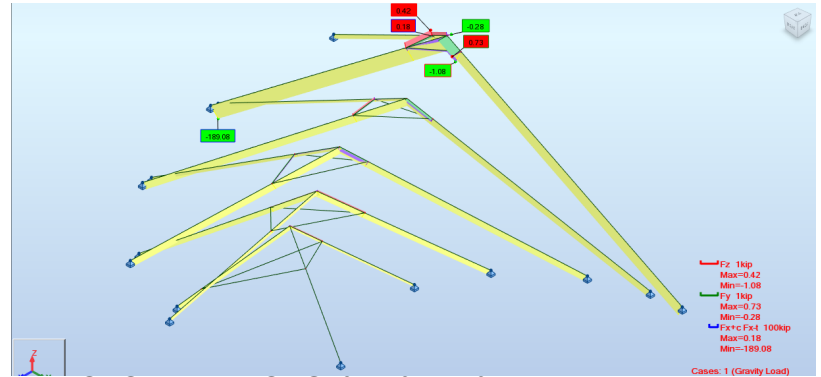 0.42
0.18
-0.28
0.73
-1.08
-189.08
Fz 1kip
Max=0.42
Min=-1.08
Fy 1kip
Max=0.73
Min=-0.28
Fx+c Fx-t 100kip
Max=0.18
Min=-189.08
Cases: 1 (Gravity Load)
Z